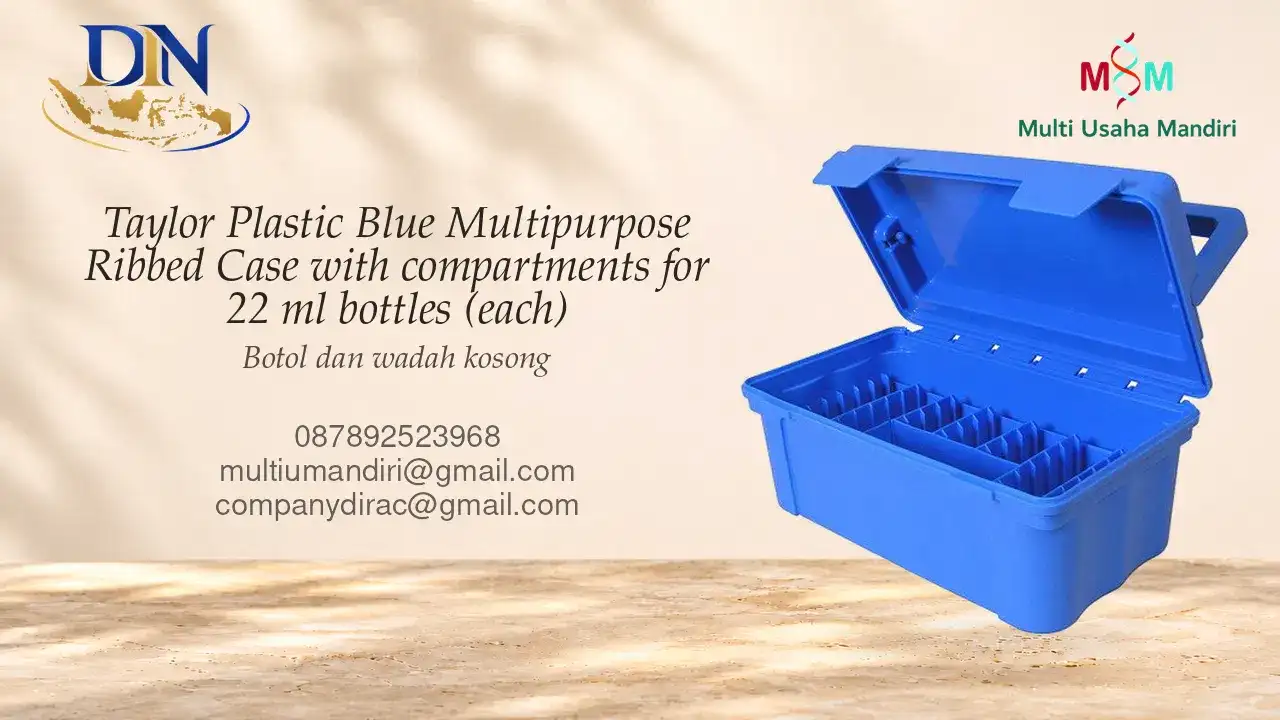 DN
MSM
Multi Usaha Mandiri
Taylor Plastic Blue Multipurpose
Ribbed Case with compartments for
22 ml bottles (each)
Botol dan wadah kosong
087892523968
multiumandiri@gmail.com
companydirac@gmail.com